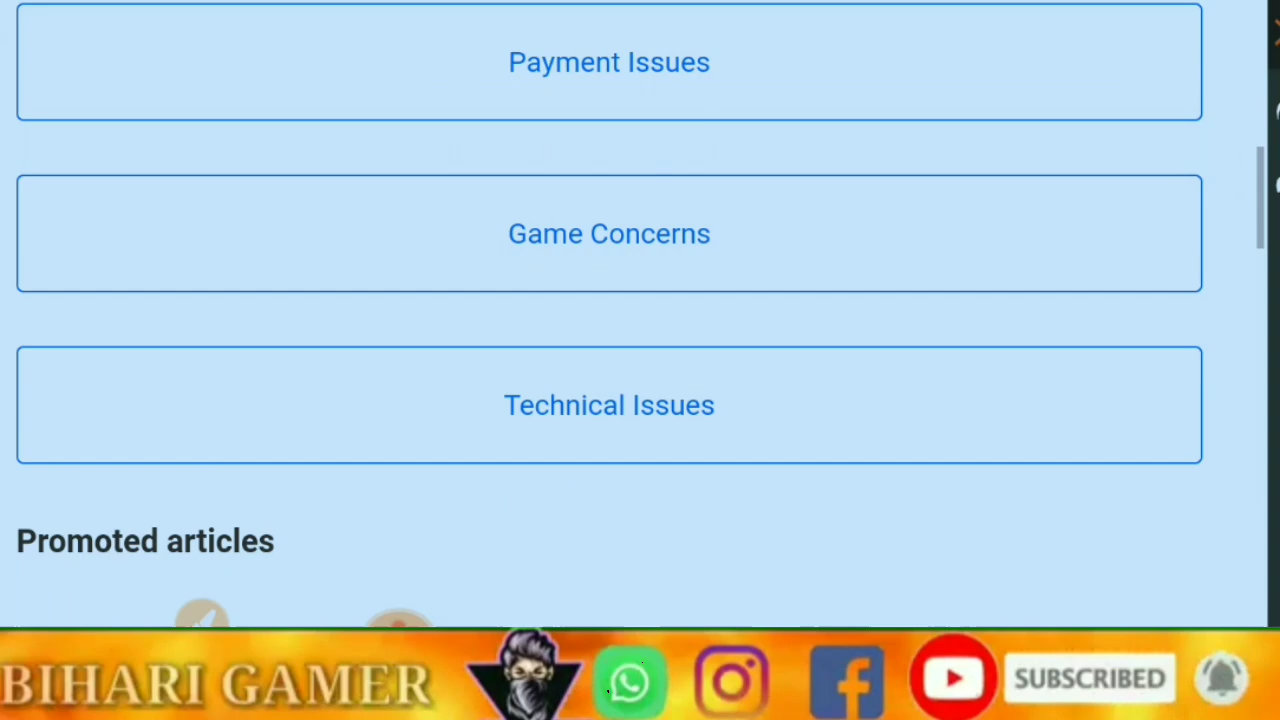 Payment Issues
Game Concerns
Technical Issues
Promoted articles
BIHARI GAMER
SUBSCRIBED